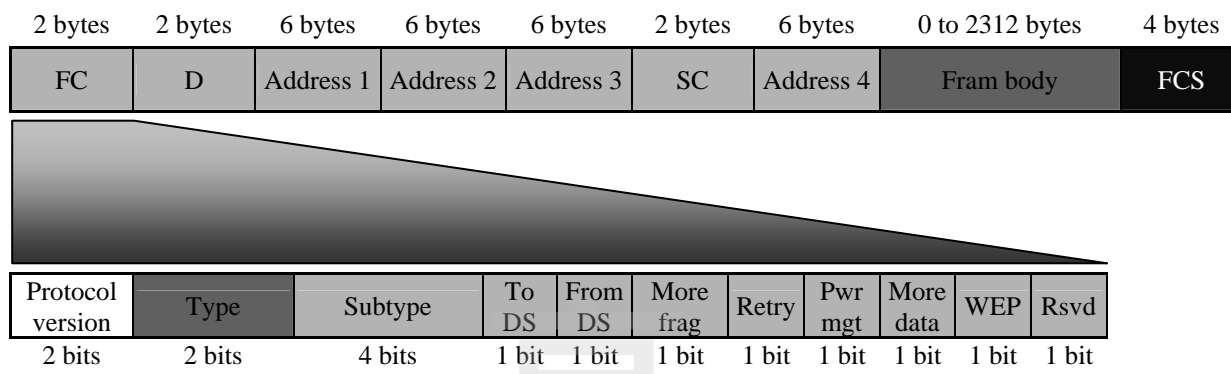 2 bytes 2 bytes 6 bytes 6 bytes 6 bytes 2 bytes 6 bytes 0 to 2312 bytes 4 bytes
FC D Address 1 Address 2 Address 3 SC Address 4 Fram body FCS
Protocol version Type Subtype To DS From DS More frag Retry Pwr mgt More data WEP Rsvd
2 bits 2 bits 4 bits 1 bit 1 bit 1 bit 1 bit 1 bit 1 bit 1 bit 1 bit